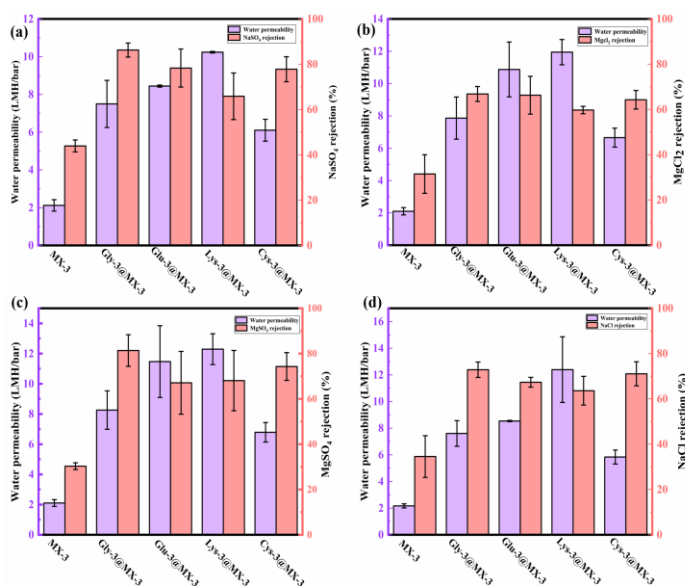 (a)
Water permeability
NaSO₄ rejection
Water permeability (LMH/bar)
12
10
8
6
4
2
0
100
80
60
40
20
0
NaSO₄ rejection (%)
MX-3
Gly-3@MX-3
Glu-3@MX-3
Lys-3@MX-3
Cys-3@MX-3
(b)
Water permeability
Mgcl₂ rejection
Water permeability (LMH/bar)
14
12
10
8
6
4
2
0
100
80
60
40
20
0
MgCl₂ rejection (%)
MX-3
Gly-3@MX-3
Glu-3@MX-3
Lys-3@MX-3
Cys-3@MX-3
(c)
Water permeability
MgSO₄ rejection
Water permeability (LMH/bar)
14
12
10
8
6
4
2
0
100
80
60
40
20
0
MgSO₄ rejection (%)
MX-3
Gly-3@MX-3
Glu-3@MX-3
Lys-3@MX-3
Cys-3@MX-3
(d)
Water permeability
NaCl rejection
Water permeability (LMH/bar)
16
14
12
10
8
6
4
2
0
100
80
60
40
20
0
NaCl rejection (%)
MX-3
Gly-3@MX-3
Glu-3@MX-3
Lys-3@MX-3
Cys-3@MX-3